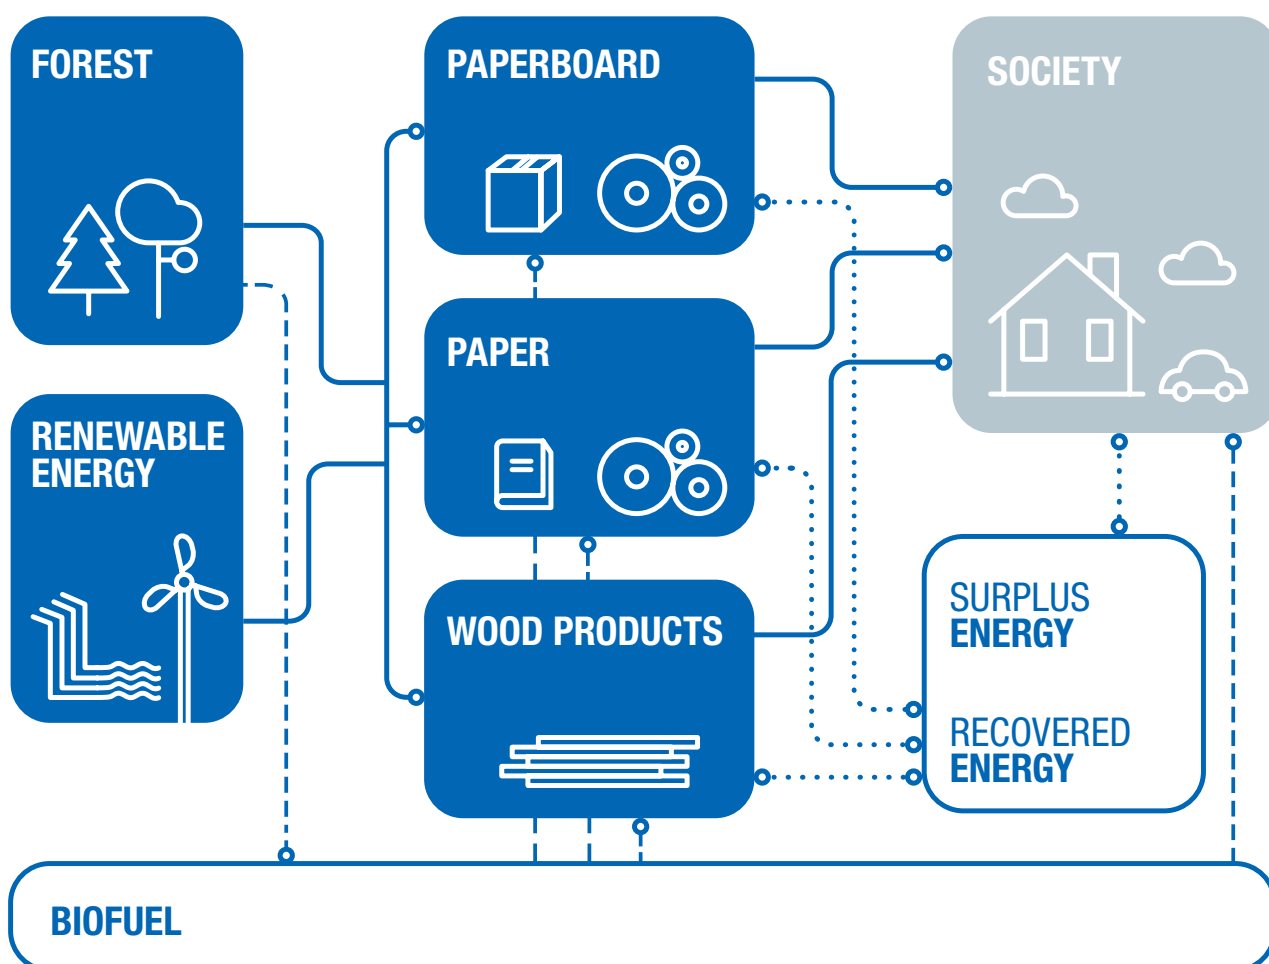 FOREST
PAPERBOARD
SOCIETY
PAPER
RENEWABLE
ENERGY
WOOD PRODUCTS
SURPLUS
ENERGY
RECOVERED
ENERGY
BIOFUEL